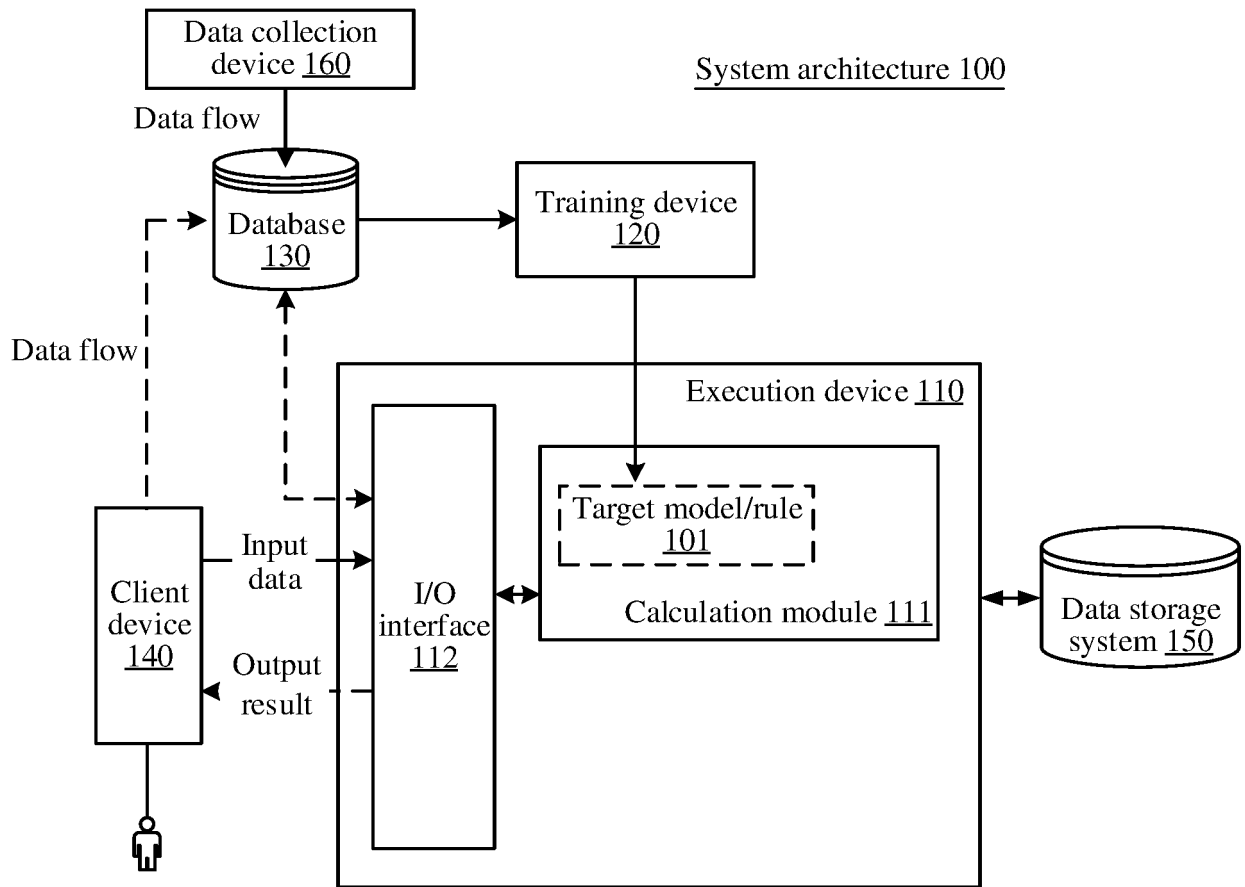 Data collection
device 160
System architecture 100
Data flow
Training device
120
Database
130
Data flow
Execution device 110
Target model/rule
101
Input
data
Client
device
140
I/O
interface
112
Calculation module 111
Data storage
system 150
Output
result